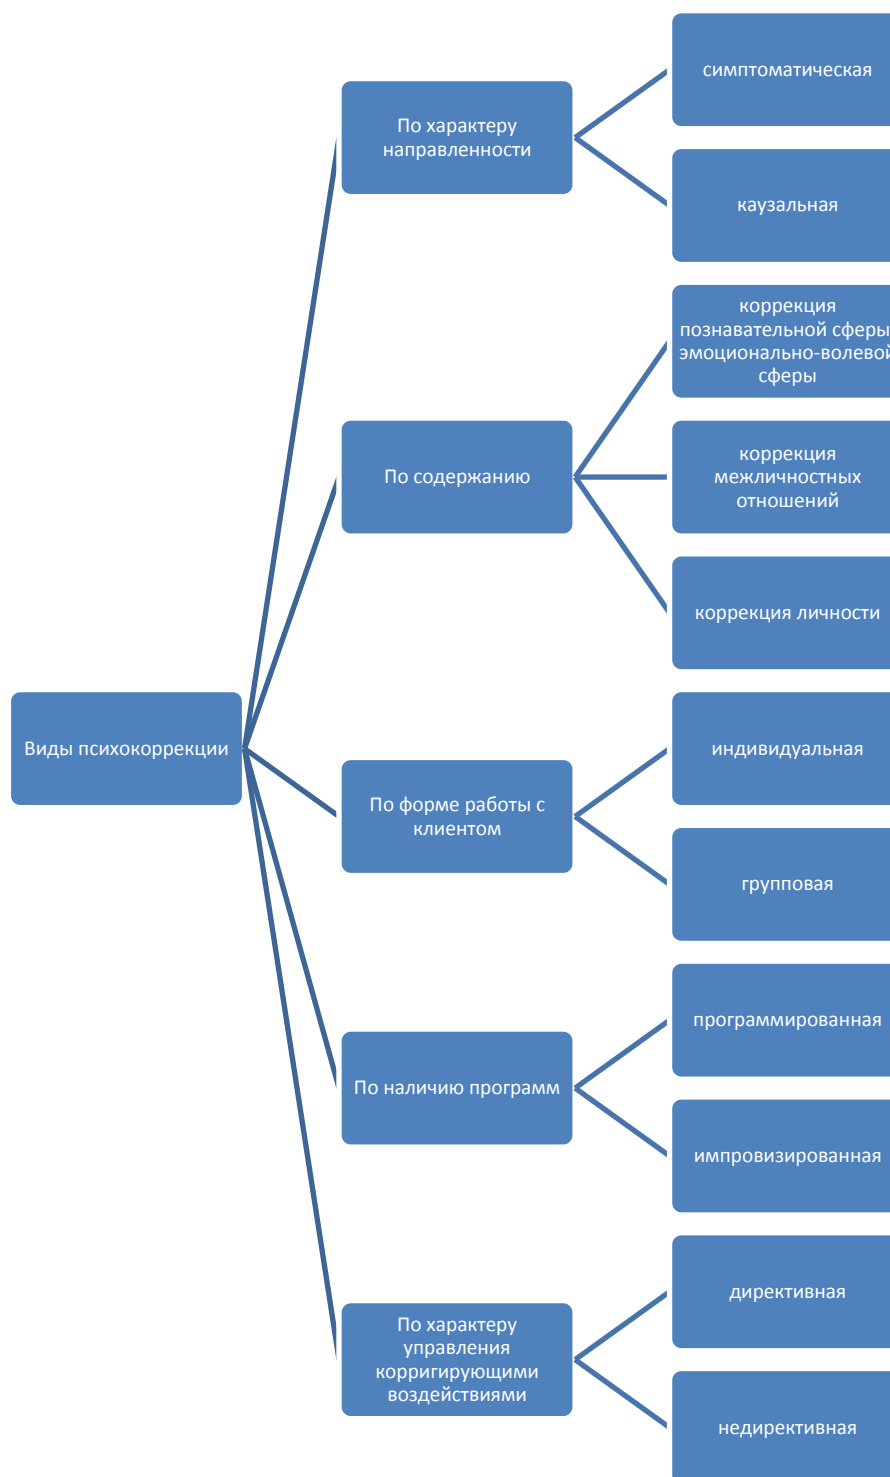 Виды психокоррекции
По характеру
направленности
симптоматическая
каузальная
По содержанию
коррекция
познавательной сферы
эмоционально-волевой
сферы
коррекция
межличностных
отношений
коррекция личности
По форме работы с
клиентом
индивидуальная
групповая
По наличию программ
программированная
импровизированная
По характеру
управления
корригирующими
воздействиями
директивная
недирективная